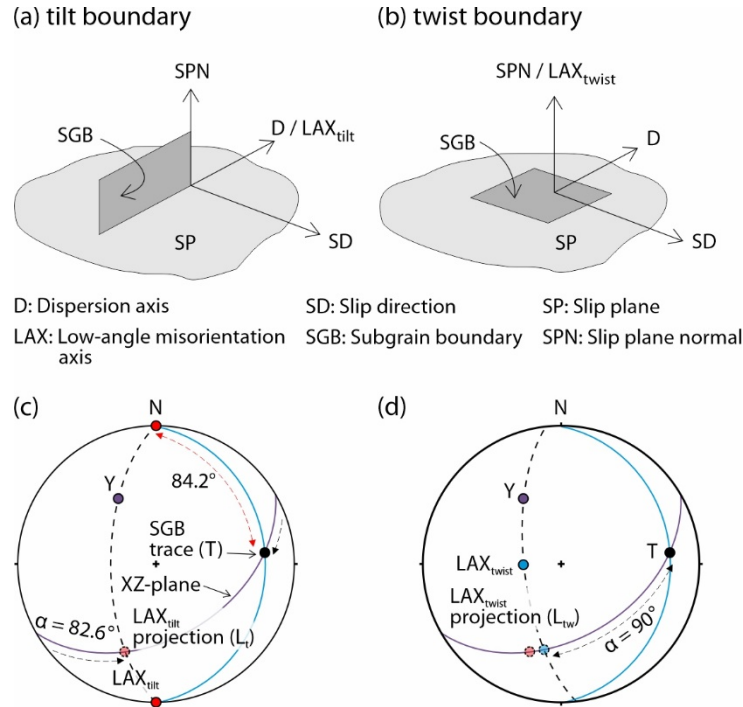 (a) tilt boundary
(b) twist boundary
SPN
D / LAXtilt
SGB
SP
SD
SPN / LAXtwist
D
SGB
SP
SD
D: Dispersion axis
SD: Slip direction
SP: Slip plane
LAX: Low-angle misorientation
axis
SGB: Subgrain boundary
SPN: Slip plane normal
(c)
N
Y
84.2°
SGB
trace (T)
XZ-plane
α = 82.6°
LAXtilt
projection (Lt)
LAXtilt
(d)
N
Y
T
LAXtwist
LAXtwist
projection (Ltw)
α = 90°